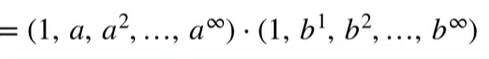 = (1, a, a², …, a^∞) · (1, b¹, b², …, b^∞)